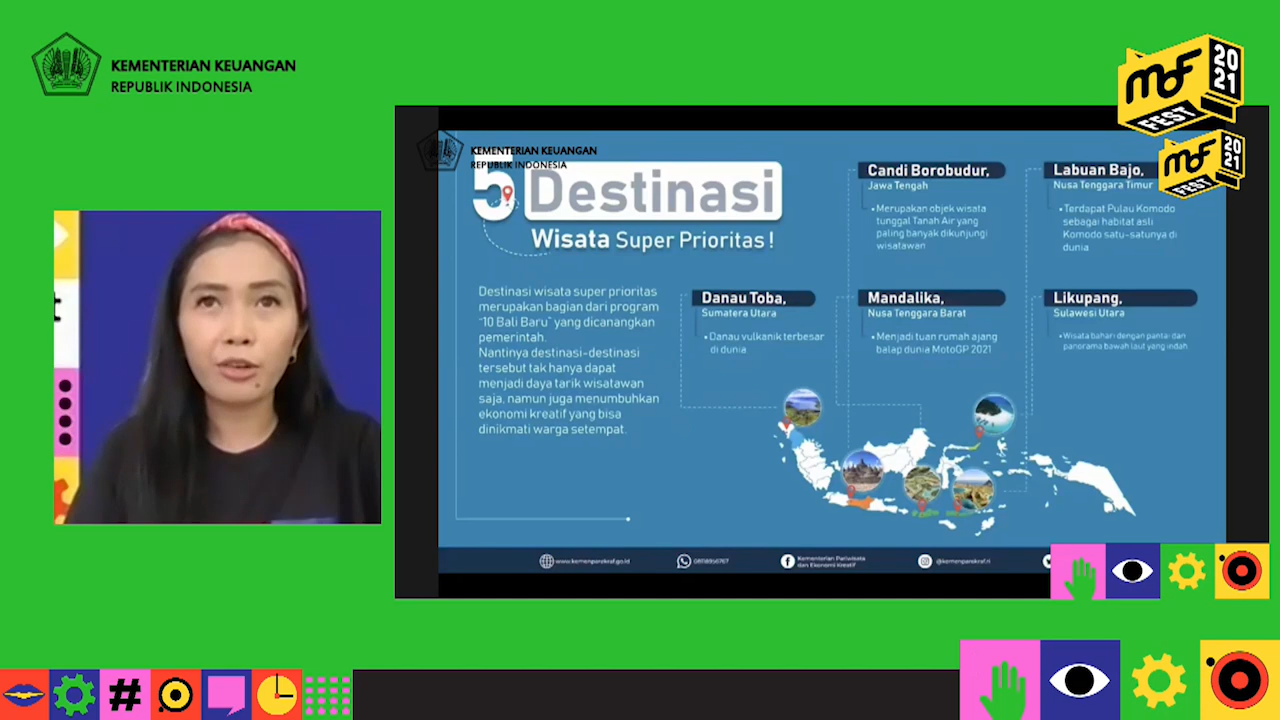 KEMENTERIAN KEUANGAN
REPUBLIK INDONESIA
mof
FEST
2021
mof
FEST
2021
KEMENTERIAN KEUANGAN
REPUBLIK INDONESIA
5 Destinasi
Wisata Super Prioritas !
Destinasi wisata super prioritas
merupakan bagian dari program
"10 Bali Baru" yang dicanangkan
pemerintah.
Nantinya destinasi-destinasi
tersebut tak hanya dapat
menjadi daya tarik wisatawan
saja, namun juga menumbuhkan
ekonomi kreatif yang bisa
dinikmati warga setempat.
Candi Borobudur,
Jawa Tengah
• Merupakan objek wisata
tunggal Tanah Air yang
paling banyak dikunjungi
wisatawan
Labuan Bajo,
Nusa Tenggara Timur
• Terdapat Pulau Komodo
sebagai habitat asli
Komodo satu-satunya di
dunia
Danau Toba,
Sumatera Utara
• Danau vulkanik terbesar
di dunia
Mandalika,
Nusa Tenggara Barat
• Menjadi tuan rumah ajang
balap dunia MotoGP 2021
Likupang,
Sulawesi Utara
• Wisata bahari dengan pantai dan
panorama bawah laut yang indah
www.kemenparekraf.go.id
Kementerian Pariwisata
dan Ekonomi Kreatif
@kemenparekraf.ri
t
#